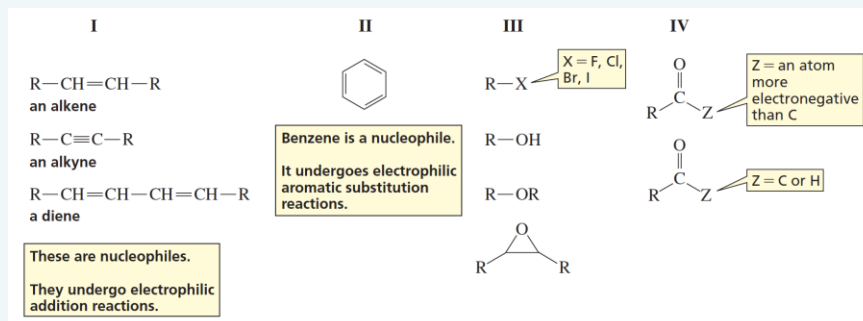 I
R—CH=CH—R
an alkene
R—C≡C—R
an alkyne
R—CH=CH—CH=CH—R
a diene
These are nucleophiles.
They undergo electrophilic
addition reactions.
II
Benzene is a nucleophile.
It undergoes electrophilic
aromatic substitution
reactions.
III
R—X
X = F, Cl,
Br, I
R—OH
R—OR
O
R R
IV
O
C
R Z
Z = an atom
more
electronegative
than C
O
C
R Z
Z = C or H